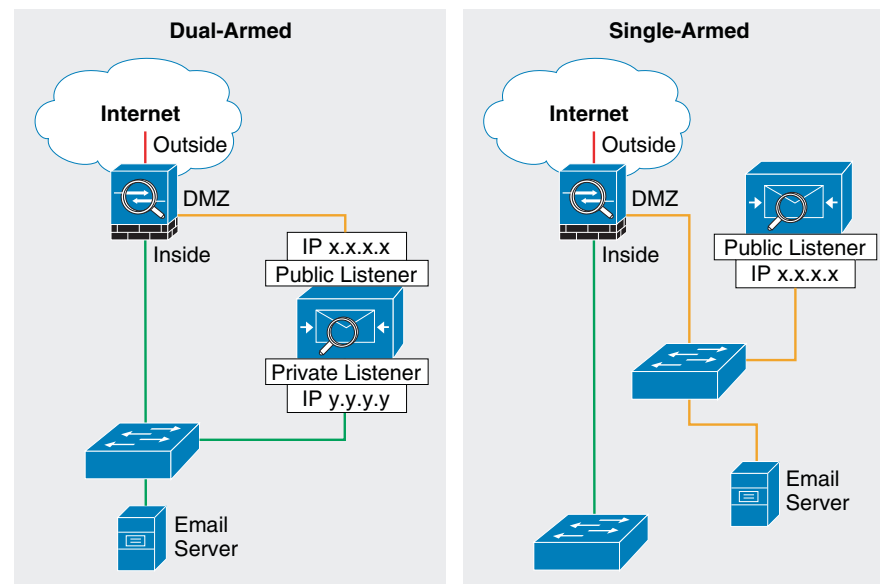 Dual-Armed
Internet
Outside
DMZ
Inside
IP x.x.x.x
Public Listener
Private Listener
IP y.y.y.y
Email
Server
Single-Armed
Internet
Outside
DMZ
Inside
Public Listener
IP x.x.x.x
Email
Server